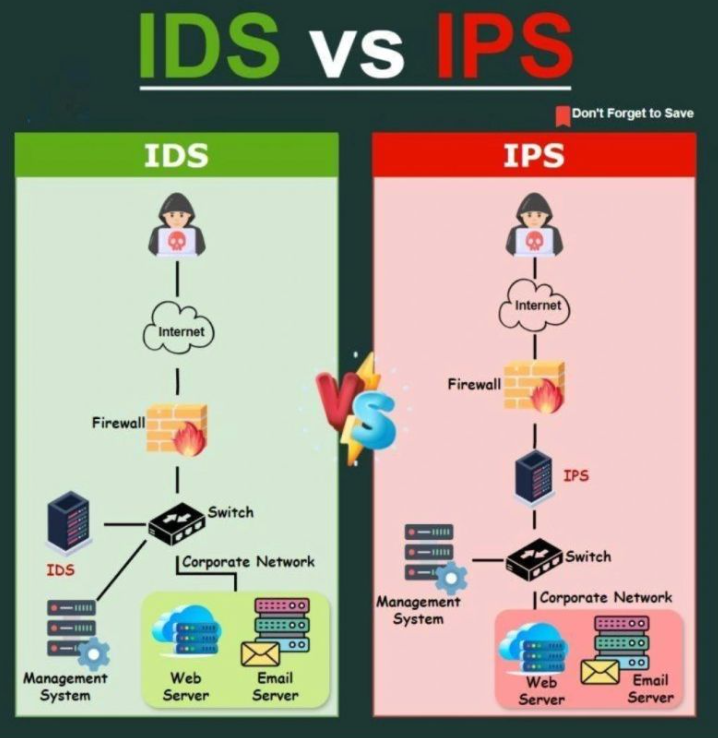 IDS vs IPS
Don't Forget to Save
IDS
Internet
Firewall
Switch
IDS
Corporate Network
Management
System
Web
Server
Email
Server
VS
IPS
Internet
Firewall
IPS
Switch
Management
System
Corporate Network
Web
Server
Email
Server